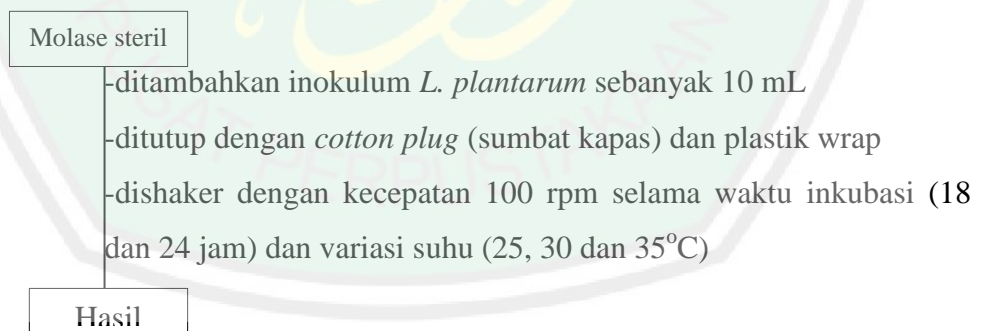 Molase steril
-ditambahkan inokulum L. plantarum sebanyak 10 mL
-ditutup dengan cotton plug (sumbat kapas) dan plastik wrap
-dishaker dengan kecepatan 100 rpm selama waktu inkubasi (18
dan 24 jam) dan variasi suhu (25, 30 dan 35°C)
Hasil